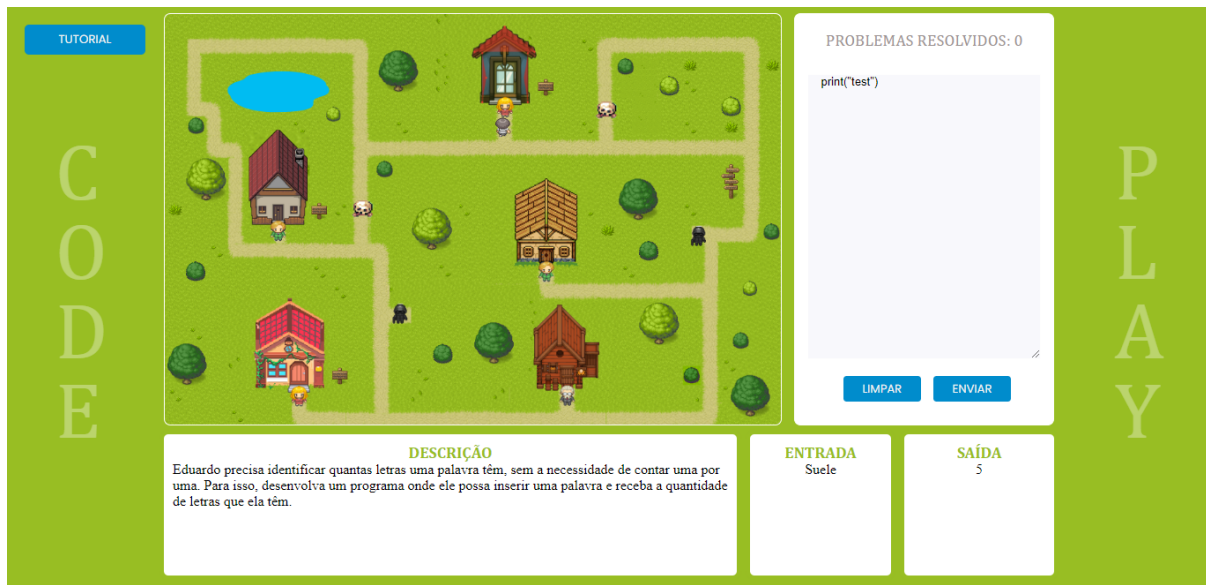 TUTORIAL
CODE
PROBLEMAS RESOLVIDOS: 0
print("test")
LIMPAR
ENVIAR
PLAY
DESCRIÇÃO
Eduardo precisa identificar quantas letras uma palavra têm, sem a necessidade de contar uma por
uma. Para isso, desenvolva um programa onde ele possa inserir uma palavra e receba a quantidade
de letras que ela têm.
ENTRADA
Suele
SAÍDA
5